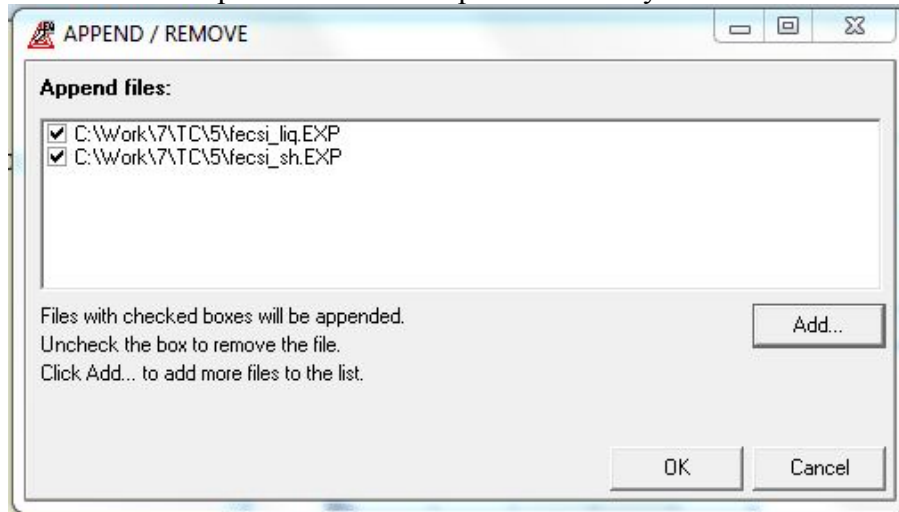 APPEND / REMOVE
Append files:
C:\Work\7\TC\5\fecsi_liq.EXP
C:\Work\7\TC\5\fecsi_sh.EXP
Files with checked boxes will be appended.
Add...
Uncheck the box to remove the file.
Click Add... to add more files to the list.
OK
Cancel